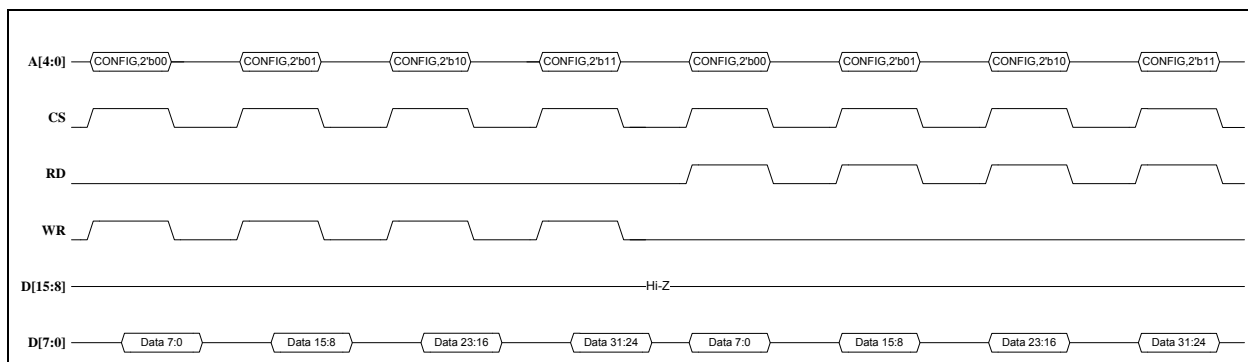 A[4:0] CONFIG,2'b00 CONFIG,2'b01 CONFIG,2'b10 CONFIG,2'b11 CONFIG,2'b00 CONFIG,2'b01 CONFIG,2'b10 CONFIG,2'b11
CS
RD
WR
D[15:8] Hi-Z
D[7:0] Data 7:0 Data 15:8 Data 23:16 Data 31:24 Data 7:0 Data 15:8 Data 23:16 Data 31:24